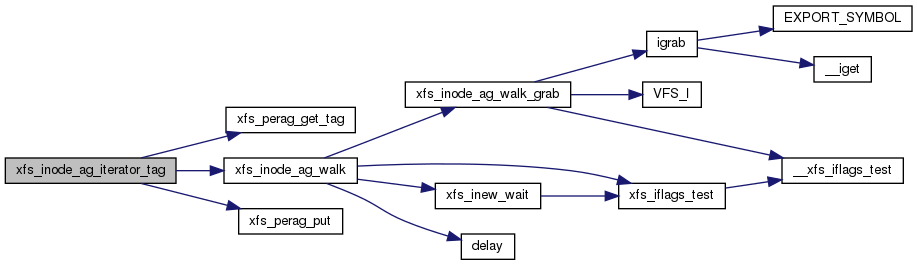 xfs_inode_ag_iterator_tag
xfs_perag_get_tag
xfs_inode_ag_walk
xfs_perag_put
xfs_inode_ag_walk_grab
xfs_inew_wait
delay
igrab
VFS_I
xfs_iflags_test
EXPORT_SYMBOL
__iget
__xfs_iflags_test